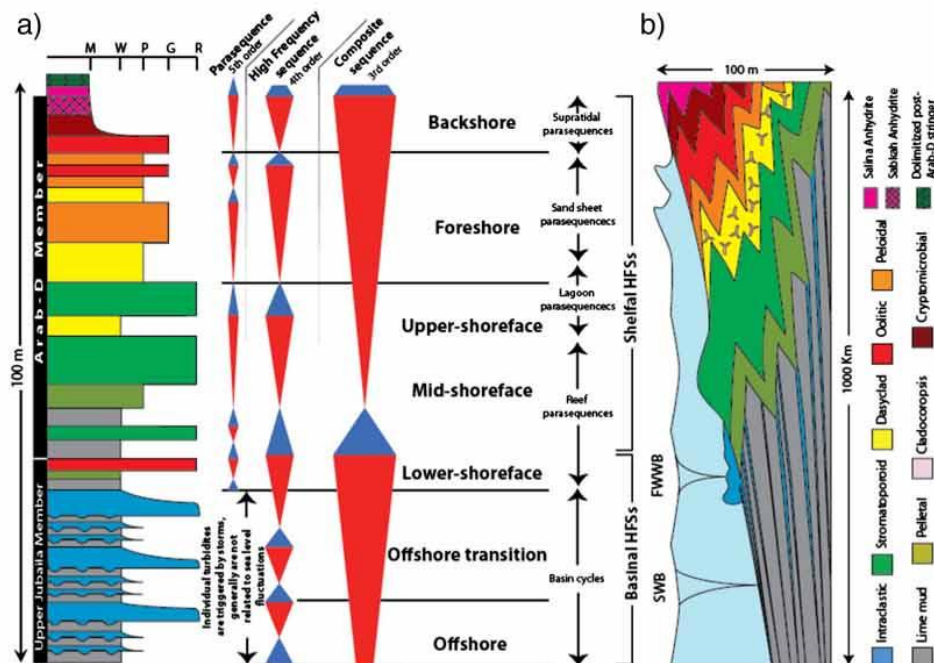 a)
M W P G R
Parasequence
5th order
High Frequency
sequence
4th order
Composite
sequence
3rd order
100 m
Arab-D Member
Upper Jubaila Member
Individual turbidites
are triggered by storms,
generally are not
related to sea level
fluctuations
Backshore
Foreshore
Upper-shoreface
Mid-shoreface
Lower-shoreface
Offshore transition
Offshore
Supratidal
parasequences
Sand sheet
parasequencecs
Lagoon
parasequencecs
Reef
parasequences
Basin cycles
Shelfal HFSs
Basinal HFSs
b)
100 m
FWWB
SWB
1000 Km
Salina Anhydrite
Sabkah Anhydrite
Dolimitized post-
Arab-D stringer
Peloidal
Oolitic
Cryptomicrobial
Dasyclad
Cladocoropsis
Stromatoporoid
Pelletal
Intraclastic
Lime mud